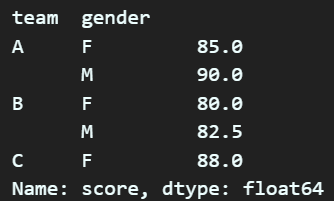 team  gender
A     F         85.0
      M         90.0
B     F         80.0
      M         82.5
C     F         88.0
Name: score, dtype: float64